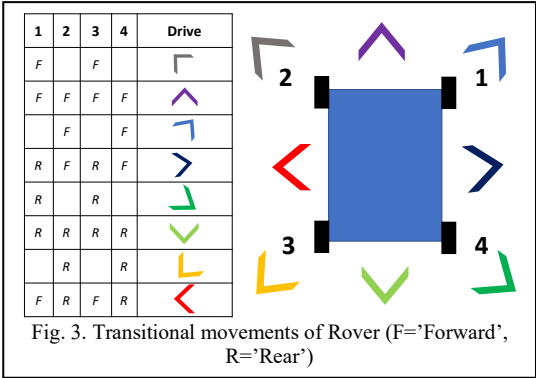 1 2 3 4 Drive
F F
F F F F
F F
R F R F
R R
R R R R
R R
F R F R
2 1
3 4
Fig. 3. Transitional movements of Rover (F=’Forward’,
R=’Rear’)